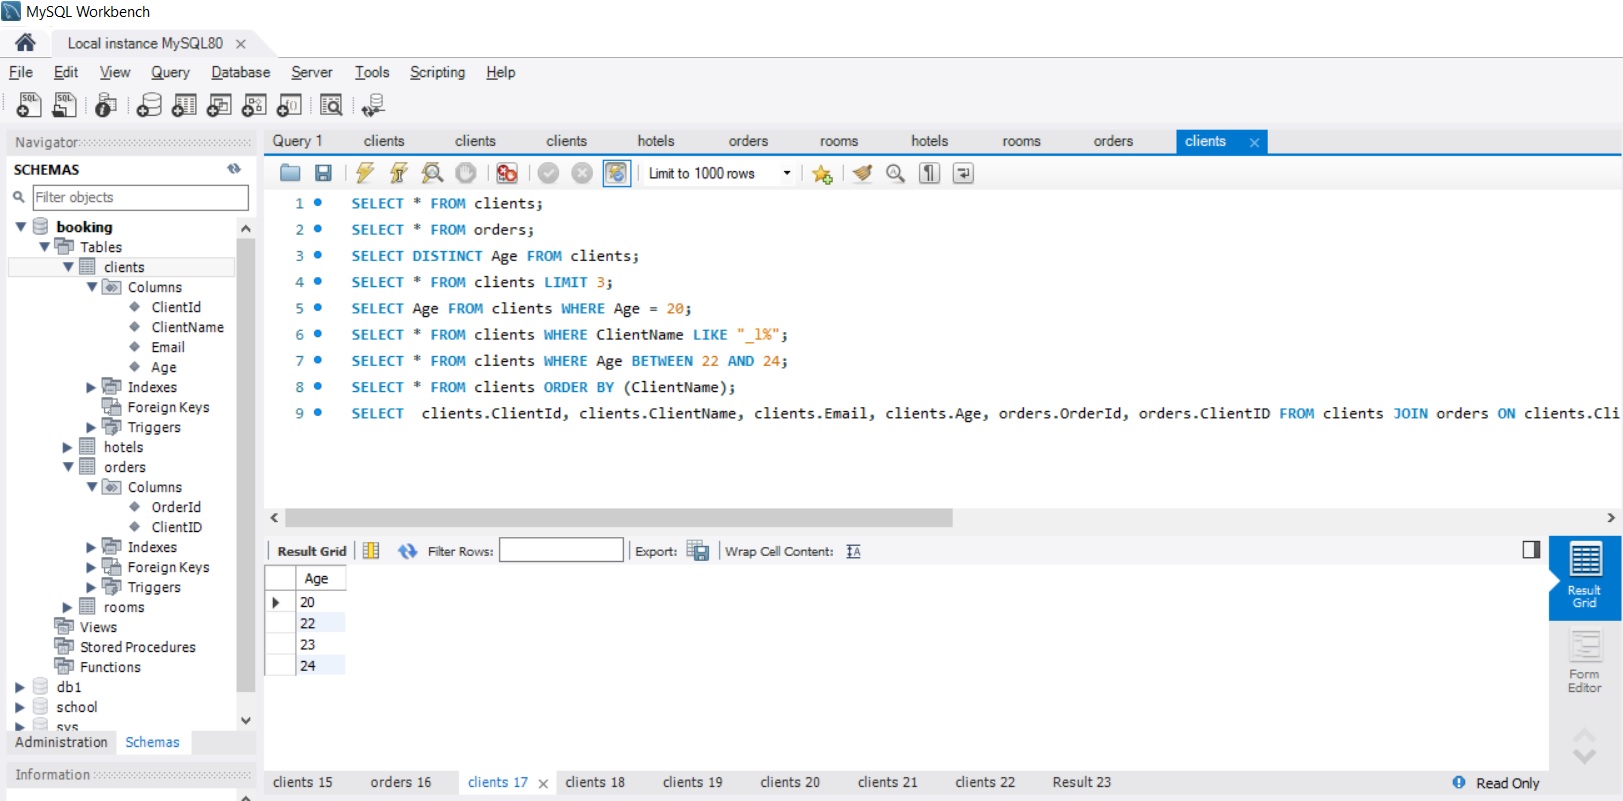 MySQL Workbench
Local instance MySQL80
File Edit View Query Database Server Tools Scripting Help
SQL SQL
Navigator
SCHEMAS
Filter objects
booking
Tables
clients
Columns
ClientId
ClientName
Email
Age
Indexes
Foreign Keys
Triggers
hotels
orders
Columns
OrderId
ClientID
Indexes
Foreign Keys
Triggers
rooms
Views
Stored Procedures
Functions
db1
school
sys
Administration Schemas
Information
Query 1 clients clients clients hotels orders rooms hotels rooms orders clients
Limit to 1000 rows
1 SELECT * FROM clients;
2 SELECT * FROM orders;
3 SELECT DISTINCT Age FROM clients;
4 SELECT * FROM clients LIMIT 3;
5 SELECT Age FROM clients WHERE Age = 20;
6 SELECT * FROM clients WHERE ClientName LIKE "_l%";
7 SELECT * FROM clients WHERE Age BETWEEN 22 AND 24;
8 SELECT * FROM clients ORDER BY (ClientName);
9 SELECT  clients.ClientId, clients.ClientName, clients.Email, clients.Age, orders.OrderId, orders.ClientID FROM clients JOIN orders ON clients.Cli
Result Grid Filter Rows: Export: Wrap Cell Content:
Age
20
22
23
24
Result
Grid
Form
Editor
clients 15 orders 16 clients 17 clients 18 clients 19 clients 20 clients 21 clients 22 Result 23
Read Only